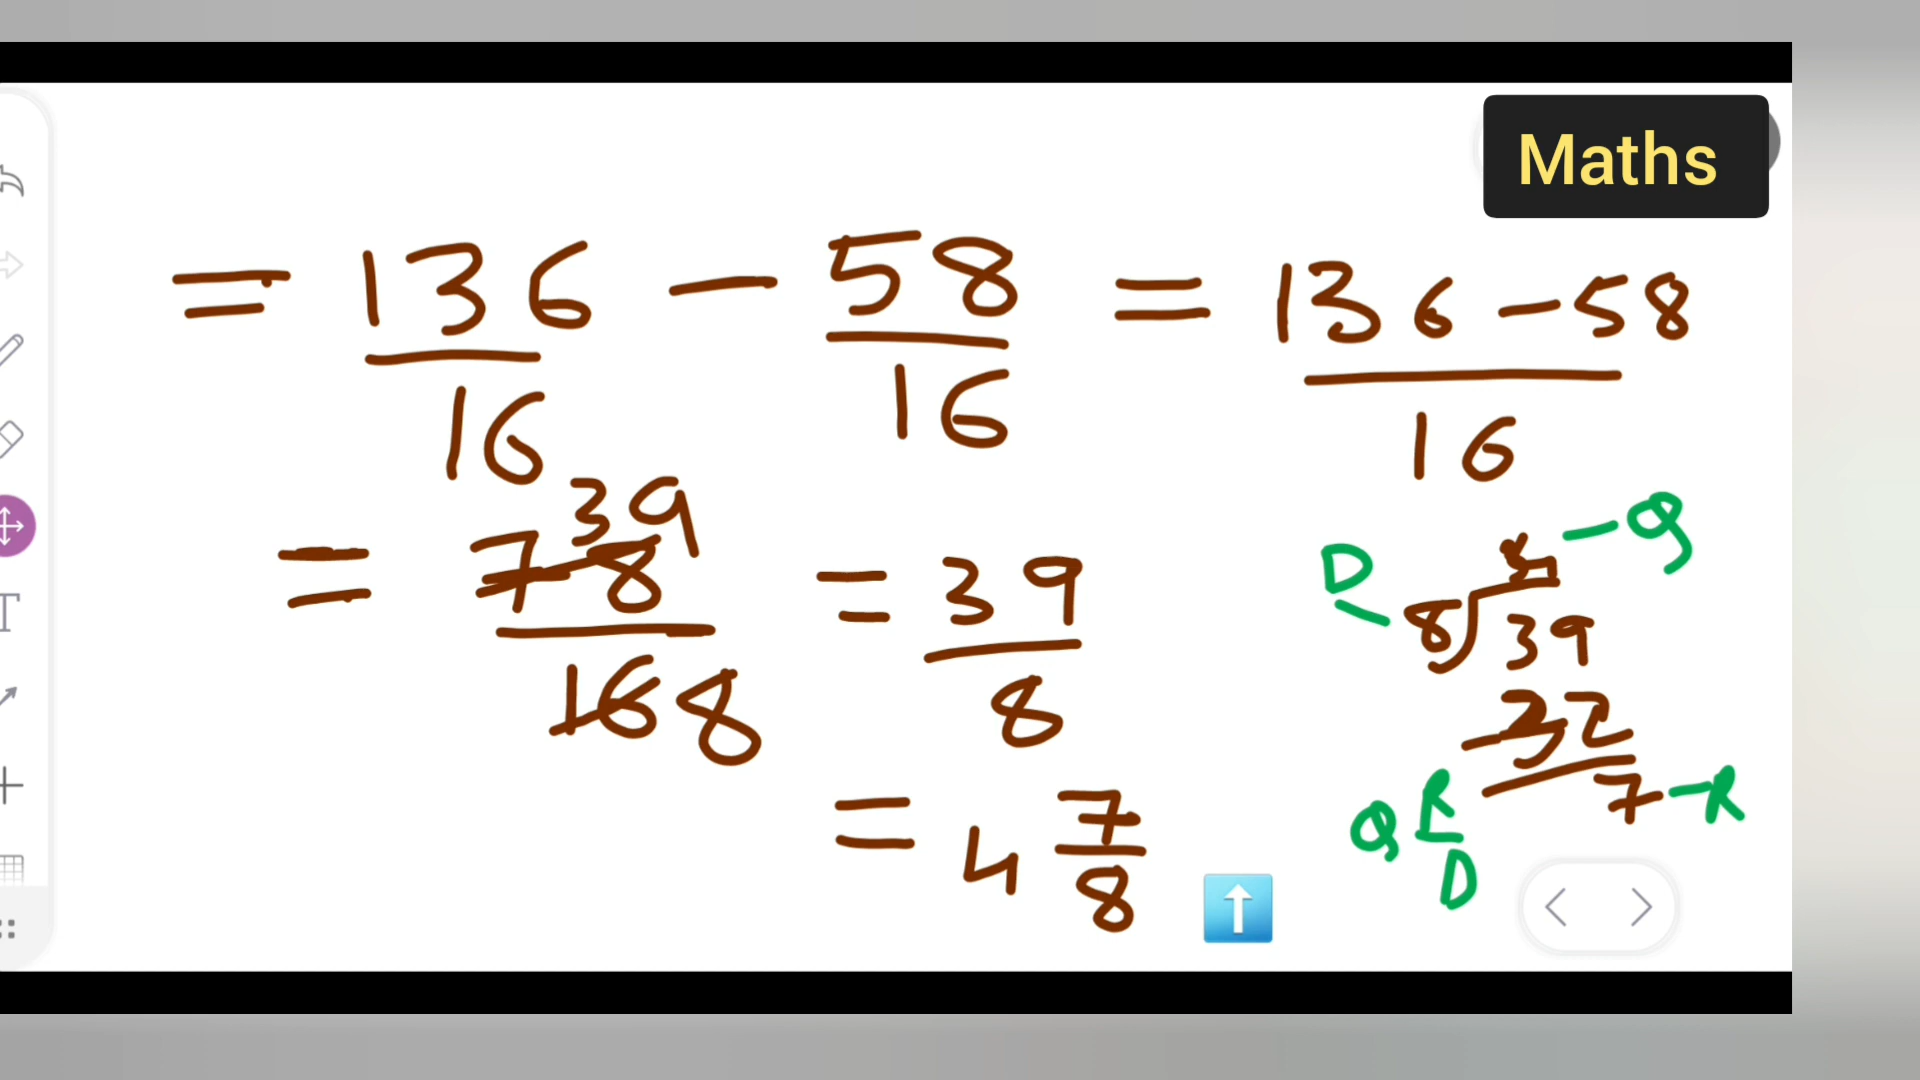 Maths
= 136/16 - 58/16 = 136-58/16
= 78/16 39 8 = 39/8
D 8)39 4 - Q
-32
7 - R
= 4 7/8
Q R/D
T